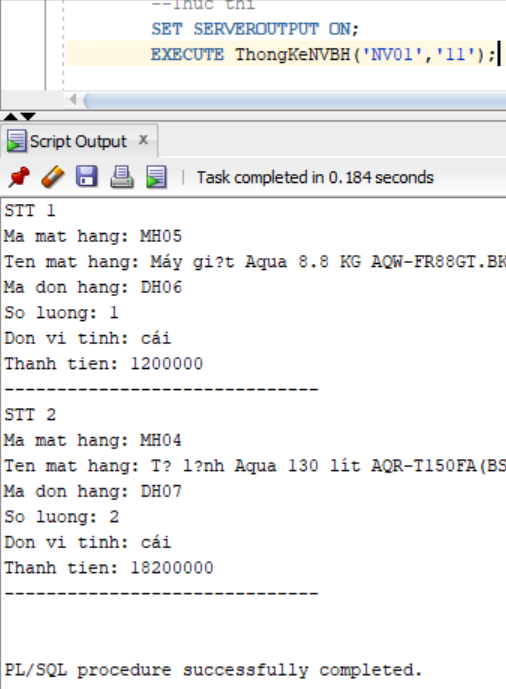 --Thuc thi
SET SERVEROUTPUT ON;
EXECUTE ThongKeNVBH('NV01','11');
Script Output x
Task completed in 0.184 seconds
STT 1
Ma mat hang: MH05
Ten mat hang: Máy gi?t Aqua 8.8 KG AQW-FR88GT.BK
Ma don hang: DH06
So luong: 1
Don vi tinh: cái
Thanh tien: 1200000
------------------------------
STT 2
Ma mat hang: MH04
Ten mat hang: T? l?nh Aqua 130 lít AQR-T150FA(BS
Ma don hang: DH07
So luong: 2
Don vi tinh: cái
Thanh tien: 18200000
------------------------------
PL/SQL procedure successfully completed.